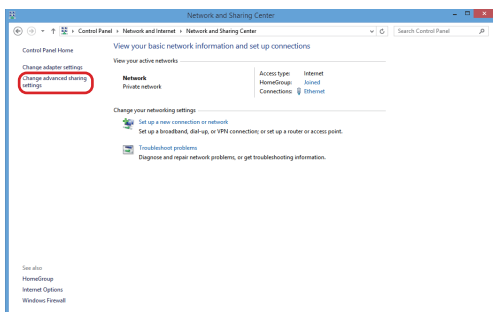 Network and Sharing Center
Control Panel Network and Internet Network and Sharing Center
Search Control Panel
Control Panel Home
Change adapter settings
Change advanced sharing
settings
View your basic network information and set up connections
View your active networks
Network
Private network
Access type: Internet
HomeGroup: Joined
Connections: Ethernet
Change your networking settings
Set up a new connection or network
Set up a broadband, dial-up, or VPN connection; or set up a router or access point.
Troubleshoot problems
Diagnose and repair network problems, or get troubleshooting information.
See also
HomeGroup
Internet Options
Windows Firewall